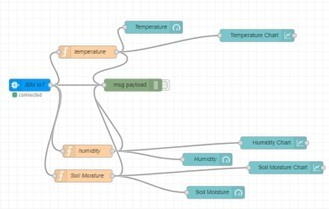 Temperature
temperature
Temperature Chart
msg.payload
connected
humidity
Humidity Chart
Humidity
Soil Moisture Chart
Soil Moisture
Soil Moisture